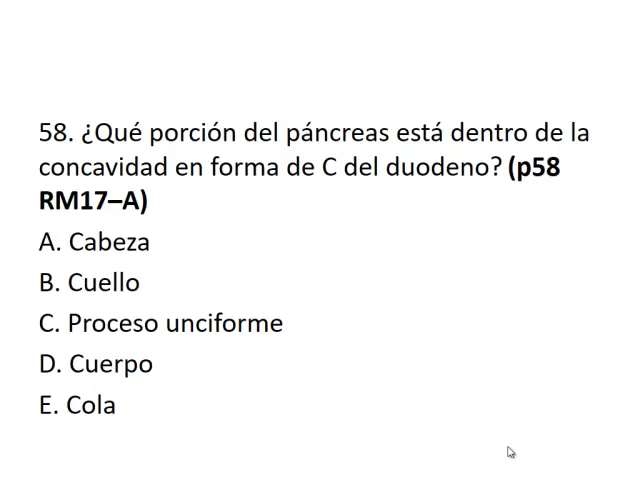 58. ¿Qué porción del páncreas está dentro de la
concavidad en forma de C del duodeno? (p58
RM17–A)
A. Cabeza
B. Cuello
C. Proceso unciforme
D. Cuerpo
E. Cola